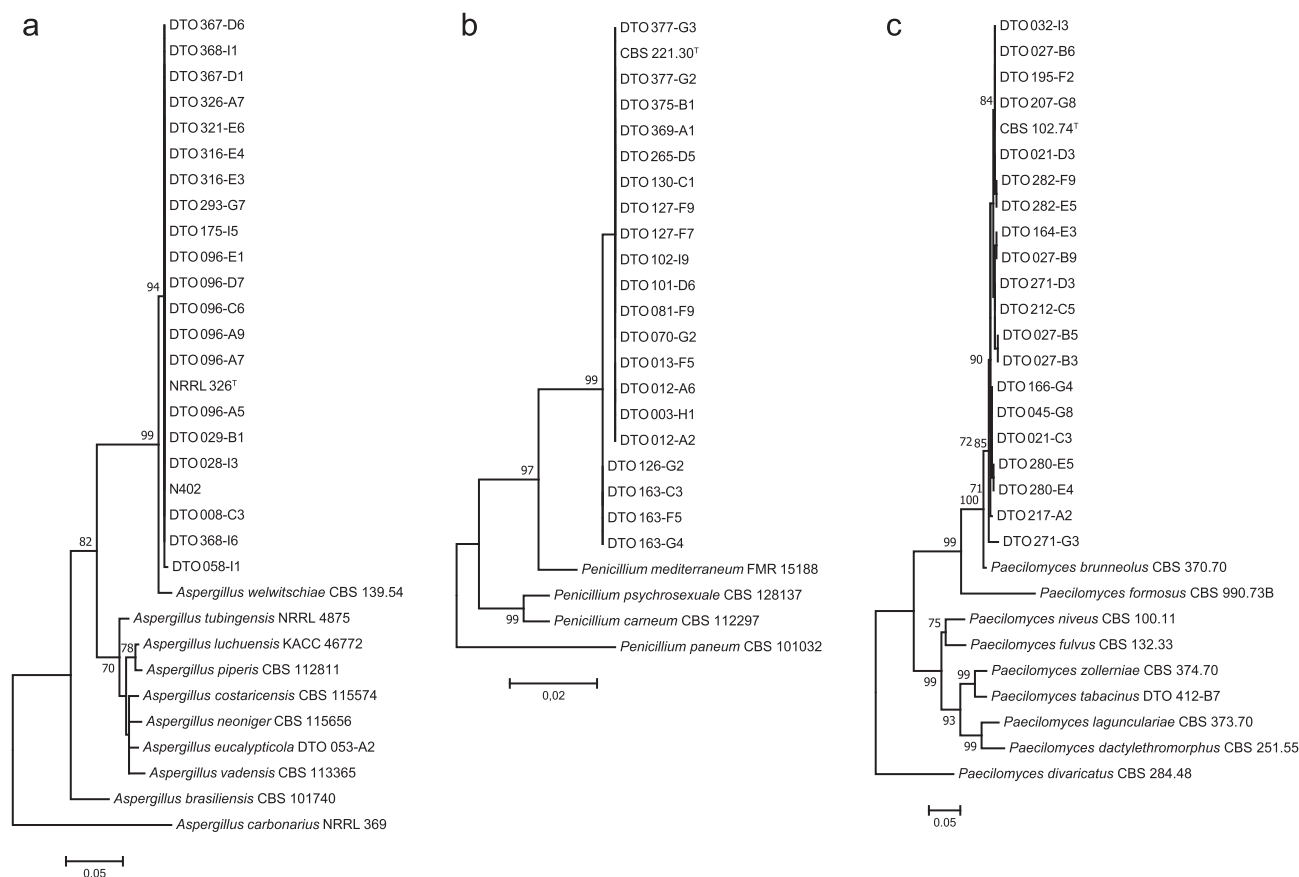 a
DTO 367-D6
DTO 368-I1
DTO 367-D1
DTO 326-A7
DTO 321-E6
DTO 316-E4
DTO 316-E3
DTO 293-G7
DTO 175-I5
DTO 096-E1
DTO 096-D7
94
DTO 096-C6
DTO 096-A9
DTO 096-A7
NRRL 326ᵀ
DTO 096-A5
DTO 029-B1
99
DTO 028-I3
N402
DTO 008-C3
DTO 368-I6
82
DTO 058-I1
Aspergillus welwitschiae CBS 139.54
Aspergillus tubingensis NRRL 4875
Aspergillus luchuensis KACC 46772
78
Aspergillus piperis CBS 112811
70
Aspergillus costaricensis CBS 115574
Aspergillus neoniger CBS 115656
Aspergillus eucalypticola DTO 053-A2
Aspergillus vadensis CBS 113365
Aspergillus brasiliensis CBS 101740
Aspergillus carbonarius NRRL 369
0.05
b
DTO 377-G3
CBS 221.30ᵀ
DTO 377-G2
DTO 375-B1
DTO 369-A1
DTO 265-D5
DTO 130-C1
DTO 127-F9
DTO 127-F7
DTO 102-I9
DTO 101-D6
DTO 081-F9
DTO 070-G2
DTO 013-F5
99
DTO 012-A6
DTO 003-H1
DTO 012-A2
DTO 126-G2
97
DTO 163-C3
DTO 163-F5
DTO 163-G4
Penicillium mediterraneum FMR 15188
Penicillium psychrosexuale CBS 128137
99
Penicillium carneum CBS 112297
Penicillium paneum CBS 101032
0,02
c
DTO 032-I3
DTO 027-B6
DTO 195-F2
84
DTO 207-G8
CBS 102.74ᵀ
DTO 021-D3
DTO 282-F9
DTO 282-E5
DTO 164-E3
DTO 027-B9
DTO 271-D3
DTO 212-C5
DTO 027-B5
90
DTO 027-B3
DTO 166-G4
DTO 045-G8
DTO 021-C3
72
85
DTO 280-E5
DTO 280-E4
71
100
DTO 217-A2
DTO 271-G3
99
Paecilomyces brunneolus CBS 370.70
Paecilomyces formosus CBS 990.73B
Paecilomyces niveus CBS 100.11
75
Paecilomyces fulvus CBS 132.33
Paecilomyces zollerniae CBS 374.70
99
99
Paecilomyces tabacinus DTO 412-B7
93
Paecilomyces lagunculariae CBS 373.70
99
Paecilomyces dactylethromorphus CBS 251.55
Paecilomyces divaricatus CBS 284.48
0.05